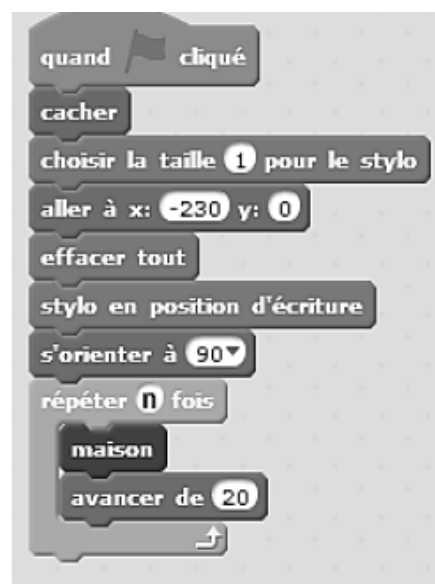 quand cliqué
cacher
choisir la taille 1 pour le stylo
aller à x: -230 y: 0
effacer tout
stylo en position d'écriture
s'orienter à 90
répéter n fois
maison
avancer de 20